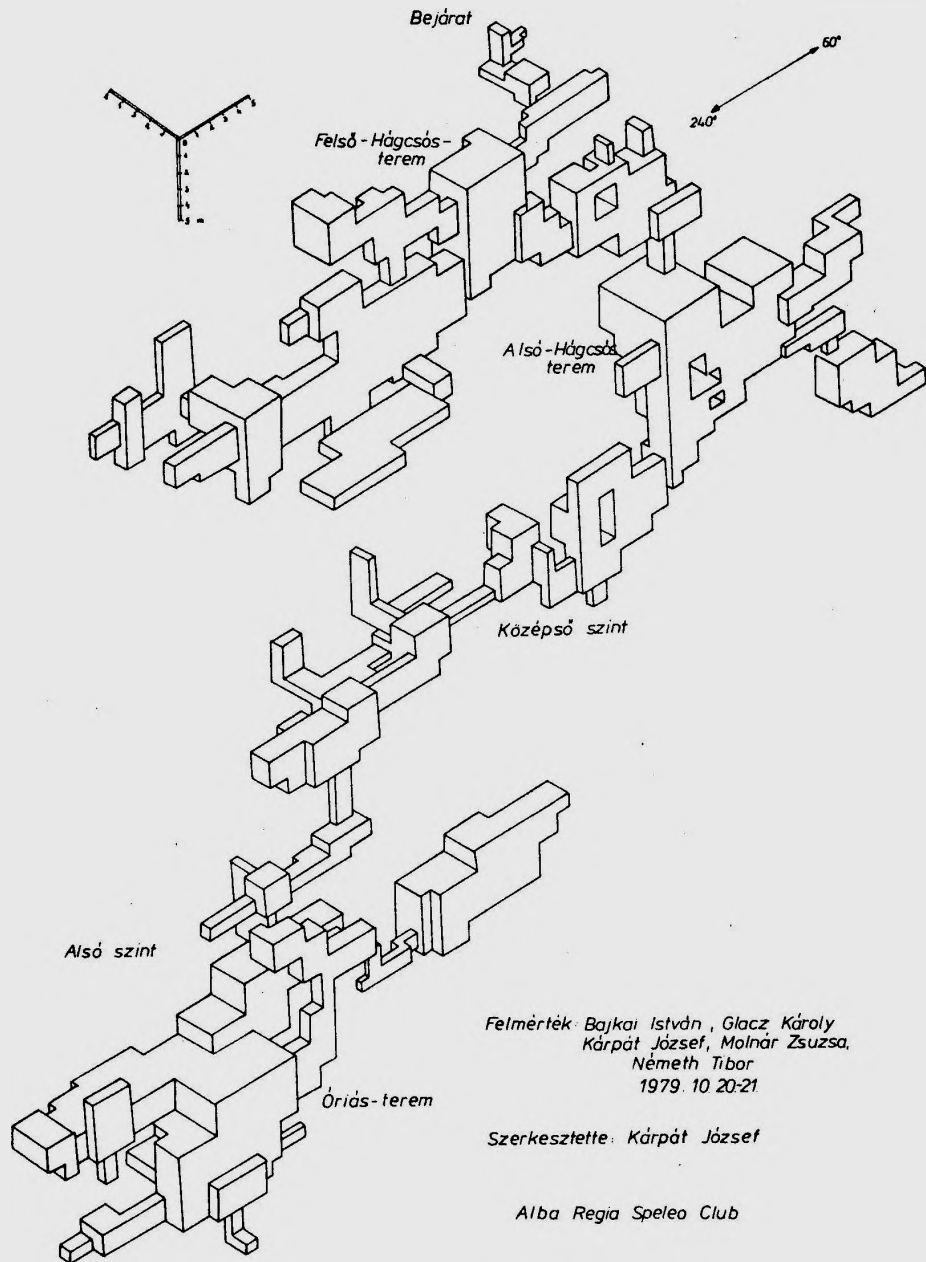 Bejárat
60°
240°
Felső-Hágcsós-
terem
Alsó-Hágcsós
terem
Középső szint
Alsó szint
Óriás-terem
Felmérték: Bajkai István, Glacz Károly
Kárpát József, Molnár Zsuzsa,
Németh Tibor
1979. 10. 20-21.
Szerkesztette: Kárpát József
Alba Regia Speleo Club